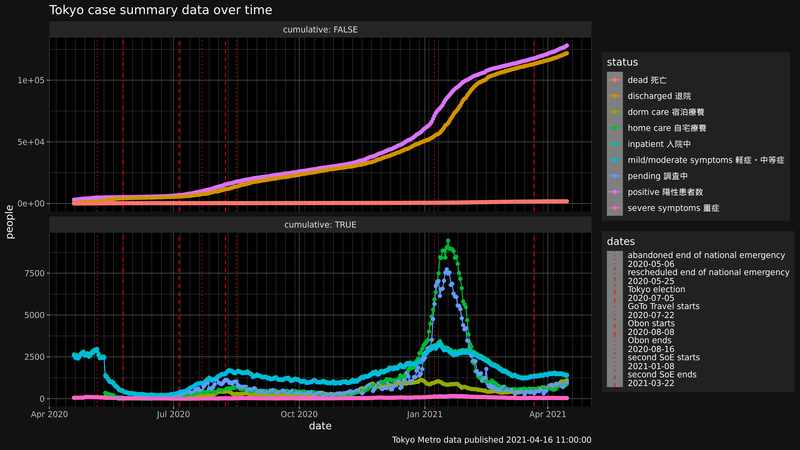 Tokyo case summary data over time
cumulative: FALSE
1e+05
5e+04
0e+00
people
cumulative: TRUE
7500
5000
2500
0
Apr 2020
Jul 2020
Oct 2020
Jan 2021
Apr 2021
date
Tokyo Metro data published 2021-04-16 11:00:00
status
dead 死亡
discharged 退院
dorm care 宿泊療養
home care 自宅療養
inpatient 入院中
mild/moderate symptoms 軽症・中等症
pending 調査中
positive 陽性患者数
severe symptoms 重症
dates
abandoned end of national emergency
2020-05-06
rescheduled end of national emergency
2020-05-25
Tokyo election
2020-07-05
GoTo Travel starts
2020-07-22
Obon starts
2020-08-08
Obon ends
2020-08-16
second SoE starts
2021-01-08
second SoE ends
2021-03-22